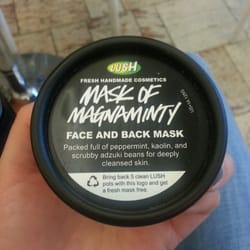 LUSH
FRESH HANDMADE COSMETICS
MASK OF
MAGNAMINTY
FACE AND BACK MASK
Packed full of peppermint, kaolin, and
scrubby adzuki beans for deeply
cleansed skin.
Bring back 5 clean LUSH
pots with this logo and get
a fresh mask free.